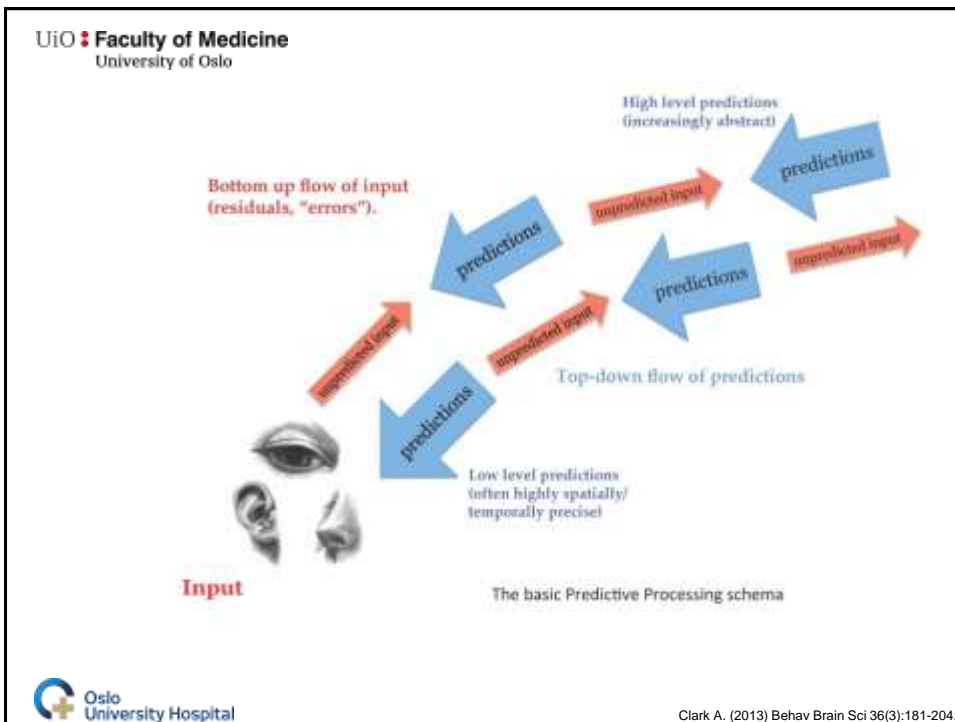 UiO Faculty of Medicine
University of Oslo
High level predictions
(increasingly abstract)
predictions
unpredicted input
Bottom up flow of input
(residuals, "errors").
predictions
unpredicted input
predictions
unpredicted input
unpredicted input
Top-down flow of predictions
predictions
Low level predictions
(often highly spatially/
temporally precise)
Input
The basic Predictive Processing schema
Oslo
University Hospital
Clark A. (2013) Behav Brain Sci 36(3):181-204.